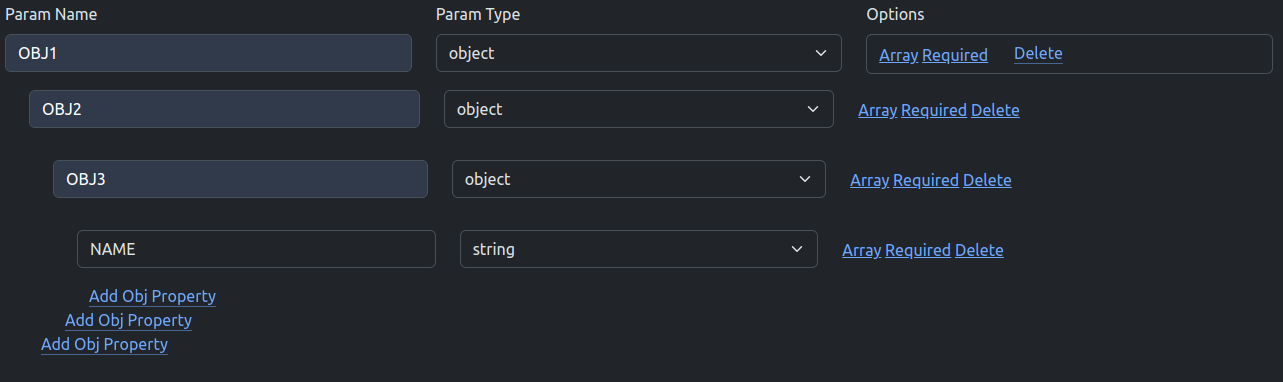 Param Name Param Type Options
OBJ1 object Array Required Delete
OBJ2 object Array Required Delete
OBJ3 object Array Required Delete
NAME string Array Required Delete
Add Obj Property
Add Obj Property
Add Obj Property